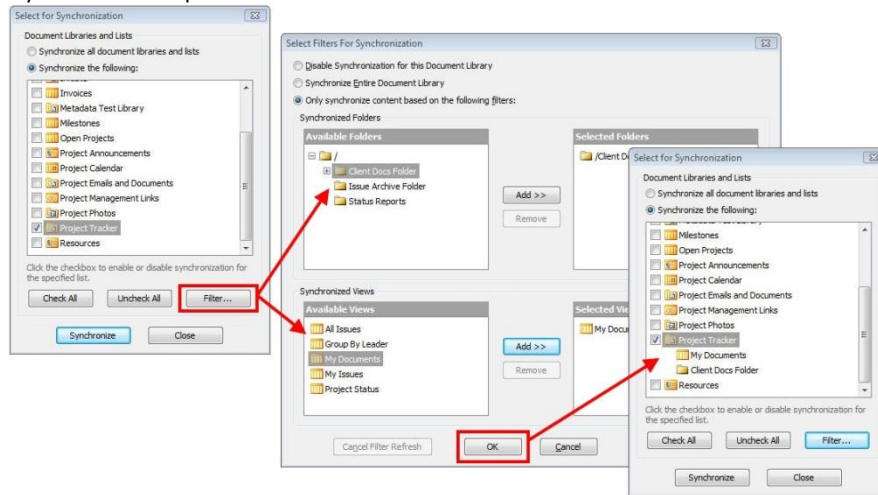 Select for Synchronization
Document Libraries and Lists
Synchronize all document libraries and lists
Synchronize the following:
Invoices
Metadata Test Library
Milestones
Open Projects
Project Announcements
Project Calendar
Project Emails and Documents
Project Management Links
Project Photos
Project Tracker
Resources
Click the checkbox to enable or disable synchronization for
the specified list.
Check All
Uncheck All
Filter...
Synchronize
Close
Select Filters For Synchronization
Disable Synchronization for this Document Library
Synchronize Entire Document Library
Only synchronize content based on the following filters:
Synchronized Folders
Available Folders
/
Client Docs Folder
Issue Archive Folder
Status Reports
Add >>
Remove
Selected Folders
/Client D
Synchronized Views
Available Views
All Issues
Group By Leader
My Documents
My Issues
Project Status
Add >>
Remove
Selected Vie
My Docu
Cancel Filter Refresh
OK
Cancel
Select for Synchronization
Document Libraries and Lists
Synchronize all document libraries and lists
Synchronize the following:
Milestones
Open Projects
Project Announcements
Project Calendar
Project Emails and Documents
Project Management Links
Project Photos
Project Tracker
My Documents
Client Docs Folder
Resources
Click the checkbox to enable or disable synchronization for
the specified list.
Check All
Uncheck All
Filter...
Synchronize
Close